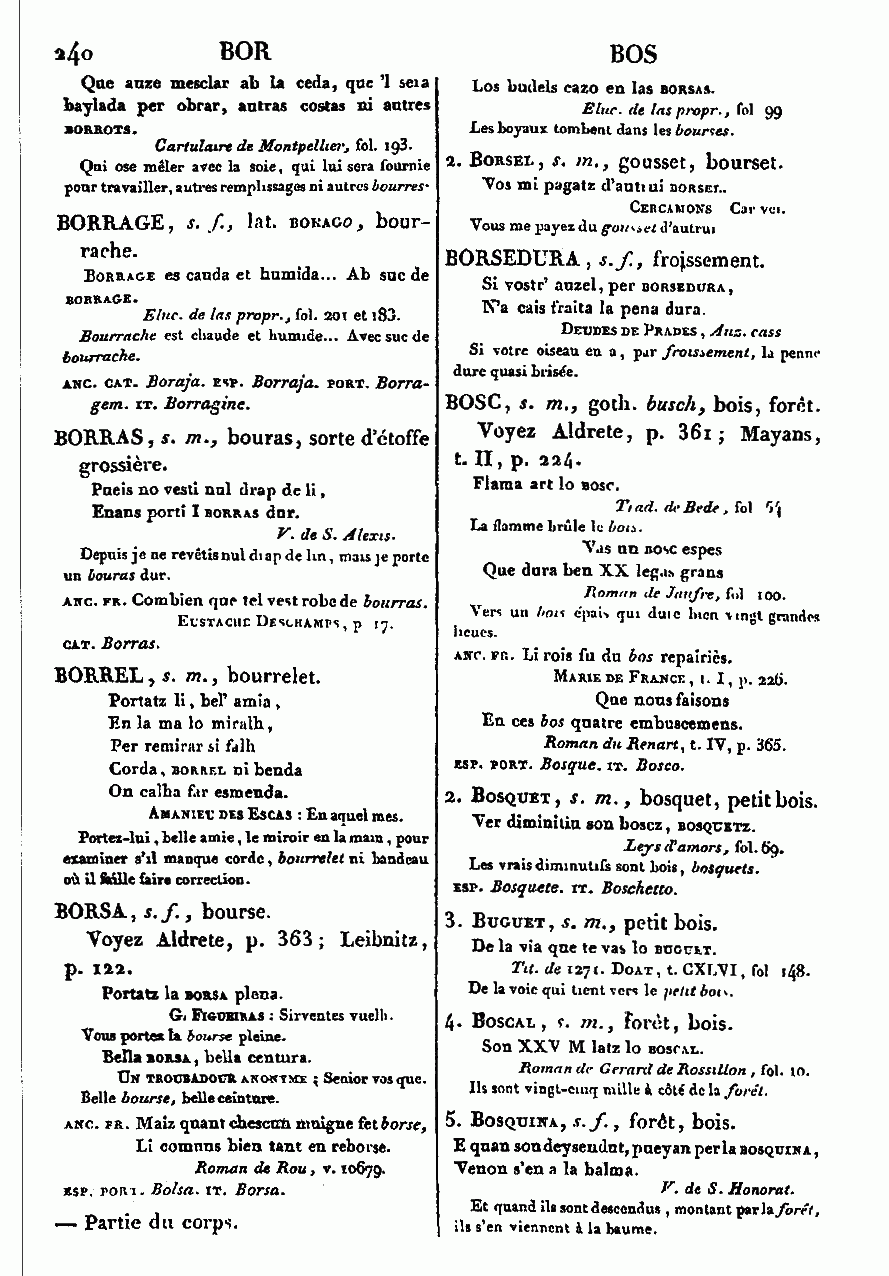 240 BOR BOS
Que auze mesclar ab la ceda, que 'l seia
baylada per obrar, autras costas ni autres
BORROTS.
Cartulaire de Montpellier, fol. 193.
Qui ose mêler avec la soie, qui lui sera fournie
pour travailler, autres remplissages ni autres bourres.
BORRAGE, s. f., lat. BORAGO, bour-
rache.
BORRAGE es cauda et humida... Ab suc de
BORRAGE.
Eluc. de las propr., fol. 201 et 183.
Bourrache est chaude et humide... Avec suc de
bourrache.
ANC. CAT. Boraja. ESP. Borraja. PORT. Borra-
gem. IT. Borragine.
BORRAS, s. m., bouras, sorte d'étoffe
grossière.
Pueis no vesti nul drap de li,
Enans porti I BORRAS dur.
V. de S. Alexis.
Depuis je ne revêtis nul drap de lin, mais je porte
un bouras dur.
ANC. FR. Combien que tel vest robe de bourras.
EUSTACHE DESCHAMPS, p 17.
CAT. Borras.
BORREL, s. m., bourrelet.
Portatz li, bel' amia,
En la ma lo miralh,
Per remirar si falh
Corda, BORREL ni benda
On calha far esmenda.
AMANIEU DES ESCAS : En aquel mes.
Portez-lui, belle amie, le miroir en la main, pour
examiner s'il manque corde, bourrelet ni bandeau
où il faille faire correction.
BORSA, s. f., bourse.
Voyez Aldrete, p. 363; Leibnitz,
p. 122.
Portatz la BORSA plena.
G. FIGUEIRAS : Sirventes vuelh.
Vous portez la bourse pleine.
Bella BORSA, bella centura.
UN TROUBADOUR ANONYME ; Senior vos que.
Belle bourse, belle ceinture.
ANC. FR. Maiz quant chescun muigne fet borse,
Li comuns bien tant en reborse.
Roman de Rou, v. 10679.
ESP. PORT. Bolsa. IT. Borsa.
— Partie du corps.
Los budels cazo en las BORSAS.
Eluc. de las propr., fol 99
Les boyaux tombent dans les bourses.
2. BORSEL, s. m., gousset, bourset.
Vos mi pagatz d'autrui BORSEL.
CERCAMONS Car vei.
Vous me payez du gousset d'autrui
BORSEDURA, s. f., froissement.
Si vostr' auzel, per BORSEDURA,
N'a cais fraita la pena dura.
DEUDES DE PRADES, Auz. cass
Si votre oiseau en a, par froissement, la penne
dure quasi brisée.
BOSC, s. m., goth. busch, bois, forêt.
Voyez Aldrete, p. 361; Mayans,
t. II, p. 224.
Flama art lo BOSC.
Trad. de Bede, fol 54
La flamme brûle le bois.
Vas un BOSC espes
Que dura ben XX legas grans
Roman de Jaufre, fol 100.
Vers un bois épais qui dure bien vingt grandes
lieues.
ANC. FR. Li rois fu du bos repairiès.
MARIE DE FRANCE, t. I, p. 226.
Que nous faisons
En ces bos quatre embuscemens.
Roman du Renart, t. IV, p. 365.
ESP. PORT. Bosque. IT. Bosco.
2. BOSQUET, s. m., bosquet, petit bois.
Ver diminitiu son boscz, BOSQUETZ.
Leys d'amors, fol. 69.
Les vrais diminutifs sont bois, bosquets.
ESP. Bosquete. IT. Boschetto.
3. BUGUET, s. m., petit bois.
De la via que te vas lo BUGUET.
Tit. de 1271. DOAT, t. CXLVI, fol 148.
De la voie qui tient vers le petit bois.
4. BOSCAL, s. m., forêt, bois.
Son XXV M latz lo BOSCAL.
Roman de Gerard de Rossillon, fol. 10.
Ils sont vingt-cinq mille à côté de la forêt.
5. BOSQUINA, s. f., forêt, bois.
E quan son deysendut, pueyan per la BOSQUINA,
Venon s'en a la balma.
V. de S. Honorat.
Et quand ils sont descendus, montant par la forêt,
ils s'en viennent à la baume.